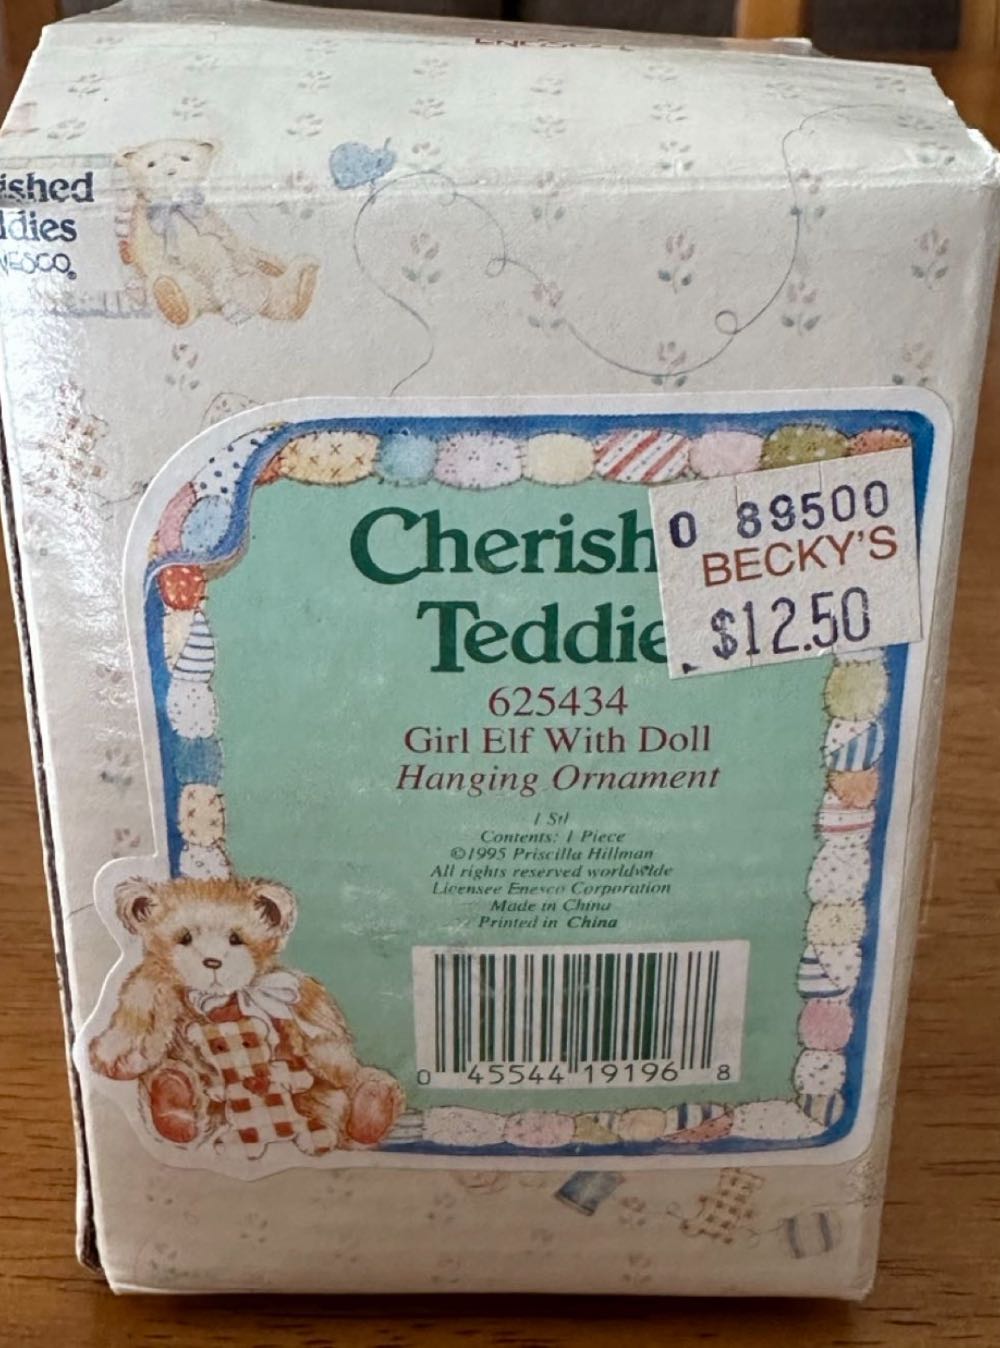 ished
dies
Cherish
Teddie
0 89500
BECKY'S
$12.50
625434
Girl Elf With Doll
Hanging Ornament
Contents: 1 Piece
©1995 Priscilla Hillman
All rights reserved worldwide
Licensee Enesco Corporation
Made in China
Printed in China
0 45544 19196 8